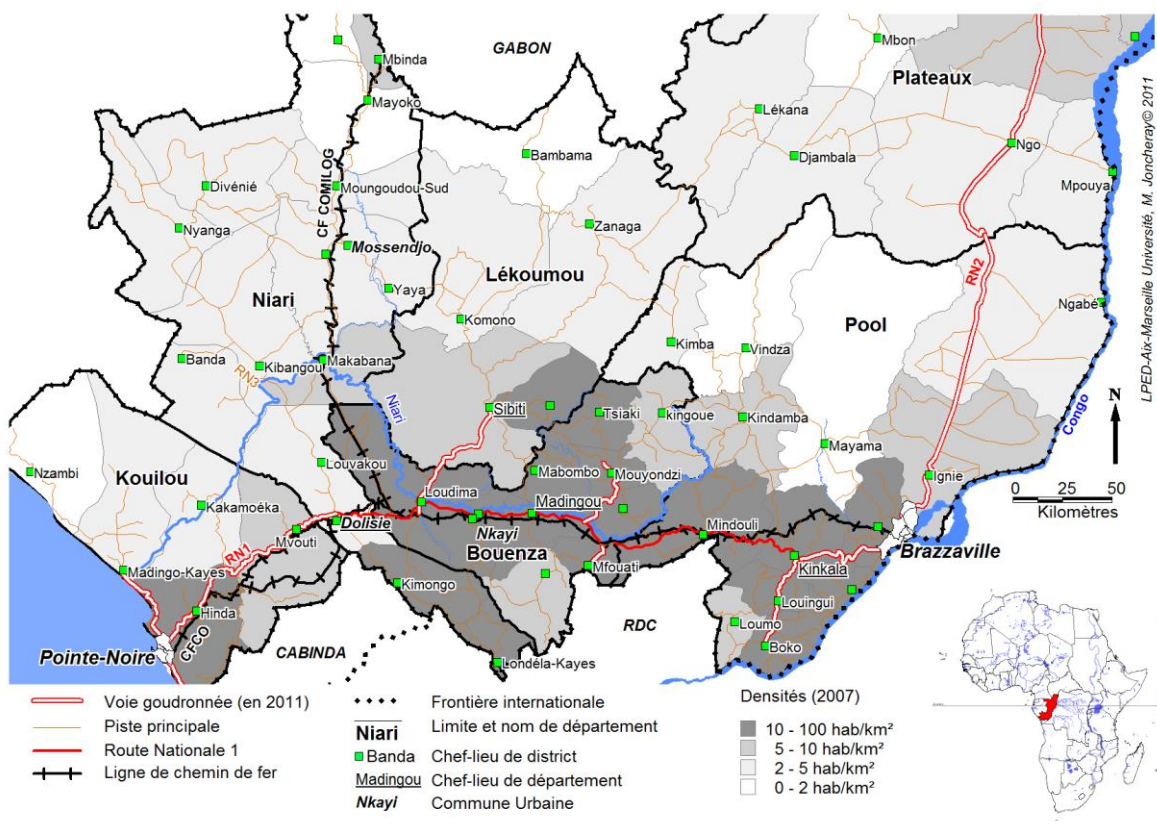 GABON
Mbinda
Mayoko
Mbon
Plateaux
Lékana
Ngo
Djambala
Mpouya
Bambama
Divénié
CF COMILOG
Moungoudou-Sud
Nyanga
Zanaga
Mossendjo
Lékoumou
Niari
Yaya
RN2
Ngabé
Komono
Pool
Kimba
Vindza
Banda
Kibangou
Makabana
RN3
Niari
Sibiti
Tsiaki
kingoue
Kindamba
Congo
Mayama
N
Nzambi
Kouilou
Louvakou
Mabombo
Mouyondzi
Ignie
0 25 50
Kilomètres
Kakamoéka
Loudima
Madingou
Dolisie
Nkayi
Mindouli
Mvouti
Bouenza
Brazzaville
RN1
Madingo-Kayes
Kimongo
Mfouati
Kinkala
Hinda
Louingui
RDC
Loumo
CFCO
Pointe-Noire
CABINDA
Boko
Londéla-Kayes
LPED-Aix-Marseille Université, M. Joncheray© 2011
Voie goudronnée (en 2011)
Piste principale
Route Nationale 1
Ligne de chemin de fer
Frontière internationale
Niari Limite et nom de département
Banda Chef-lieu de district
Madingou Chef-lieu de département
Nkayi Commune Urbaine
Densités (2007)
10 - 100 hab/km²
5 - 10 hab/km²
2 - 5 hab/km²
0 - 2 hab/km²